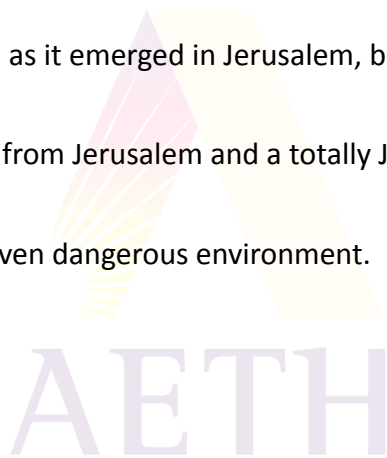 as it emerged in Jerusalem, b
from Jerusalem and a totally J
ven dangerous environment.
AETH